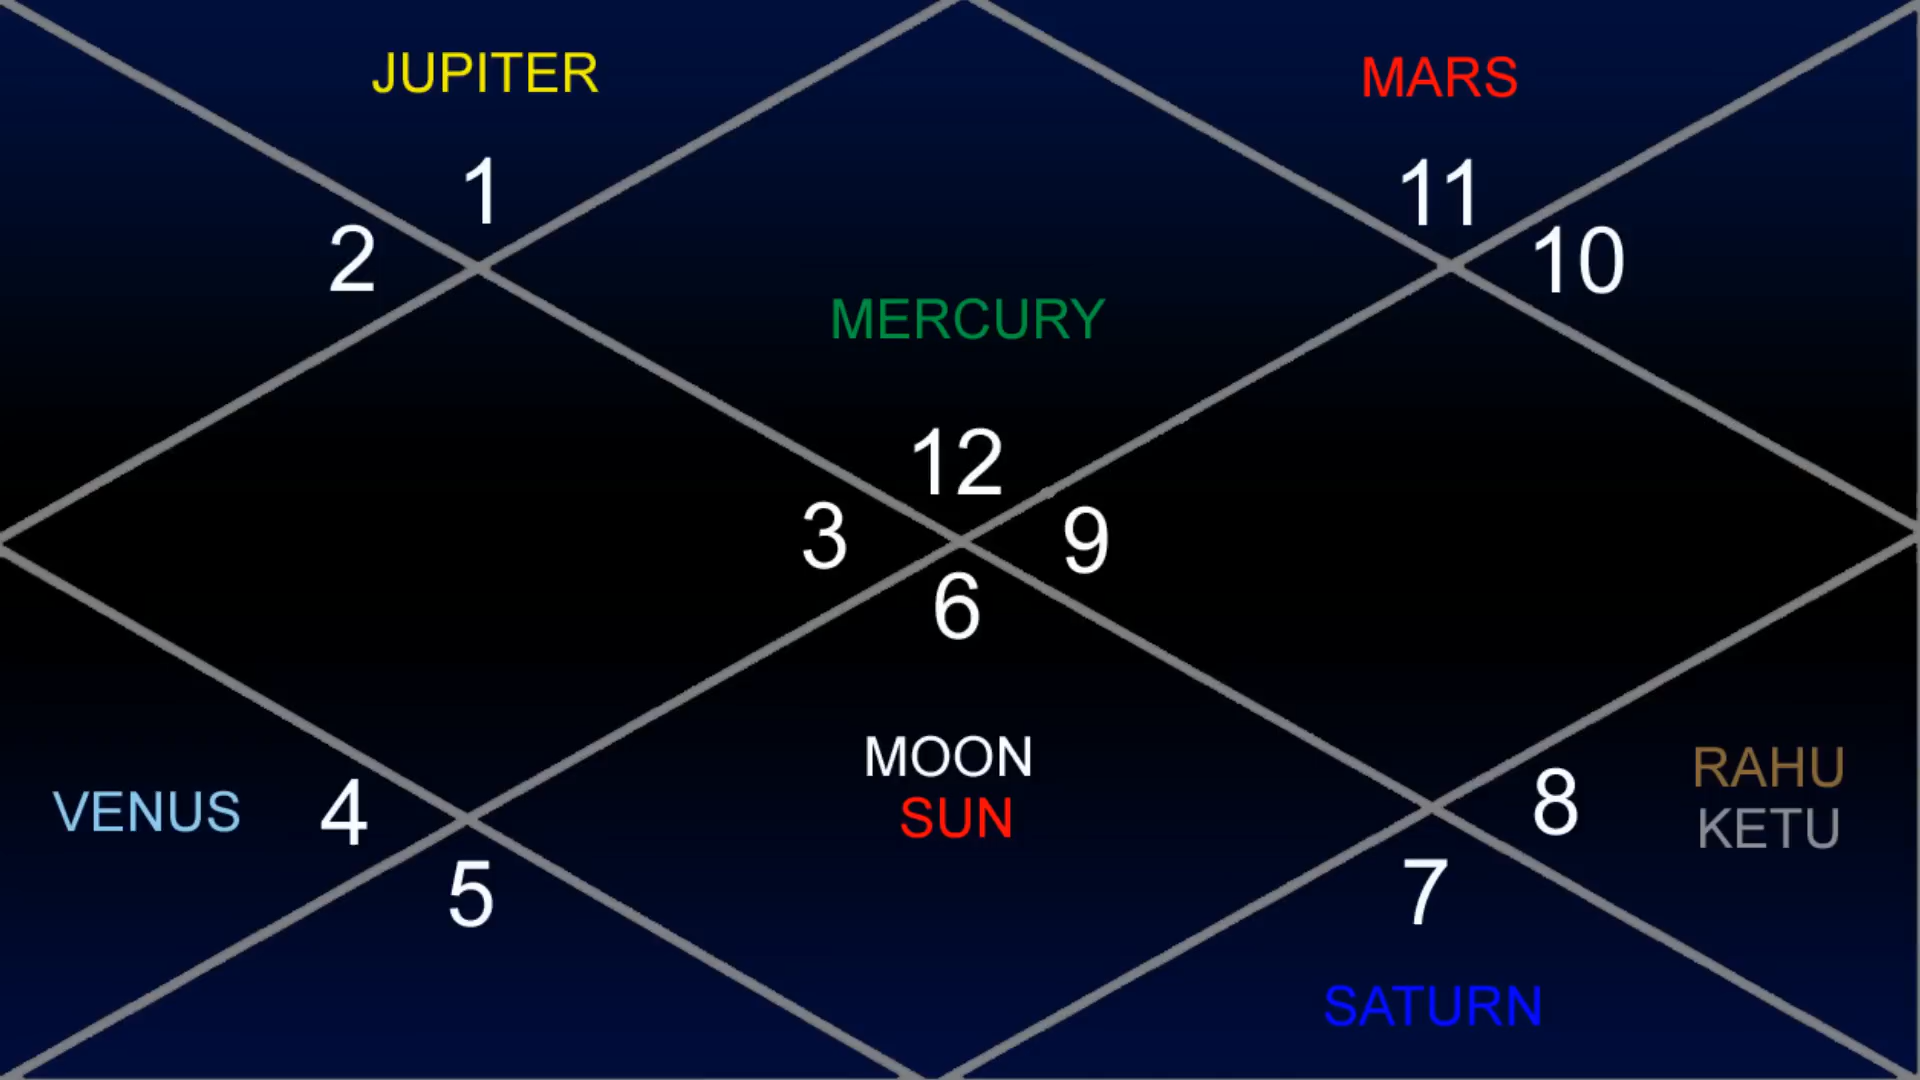 JUPITER
MARS
1
11
2
10
MERCURY
12
3
9
6
MOON
SUN
VENUS
4
8
RAHU
KETU
5
7
SATURN